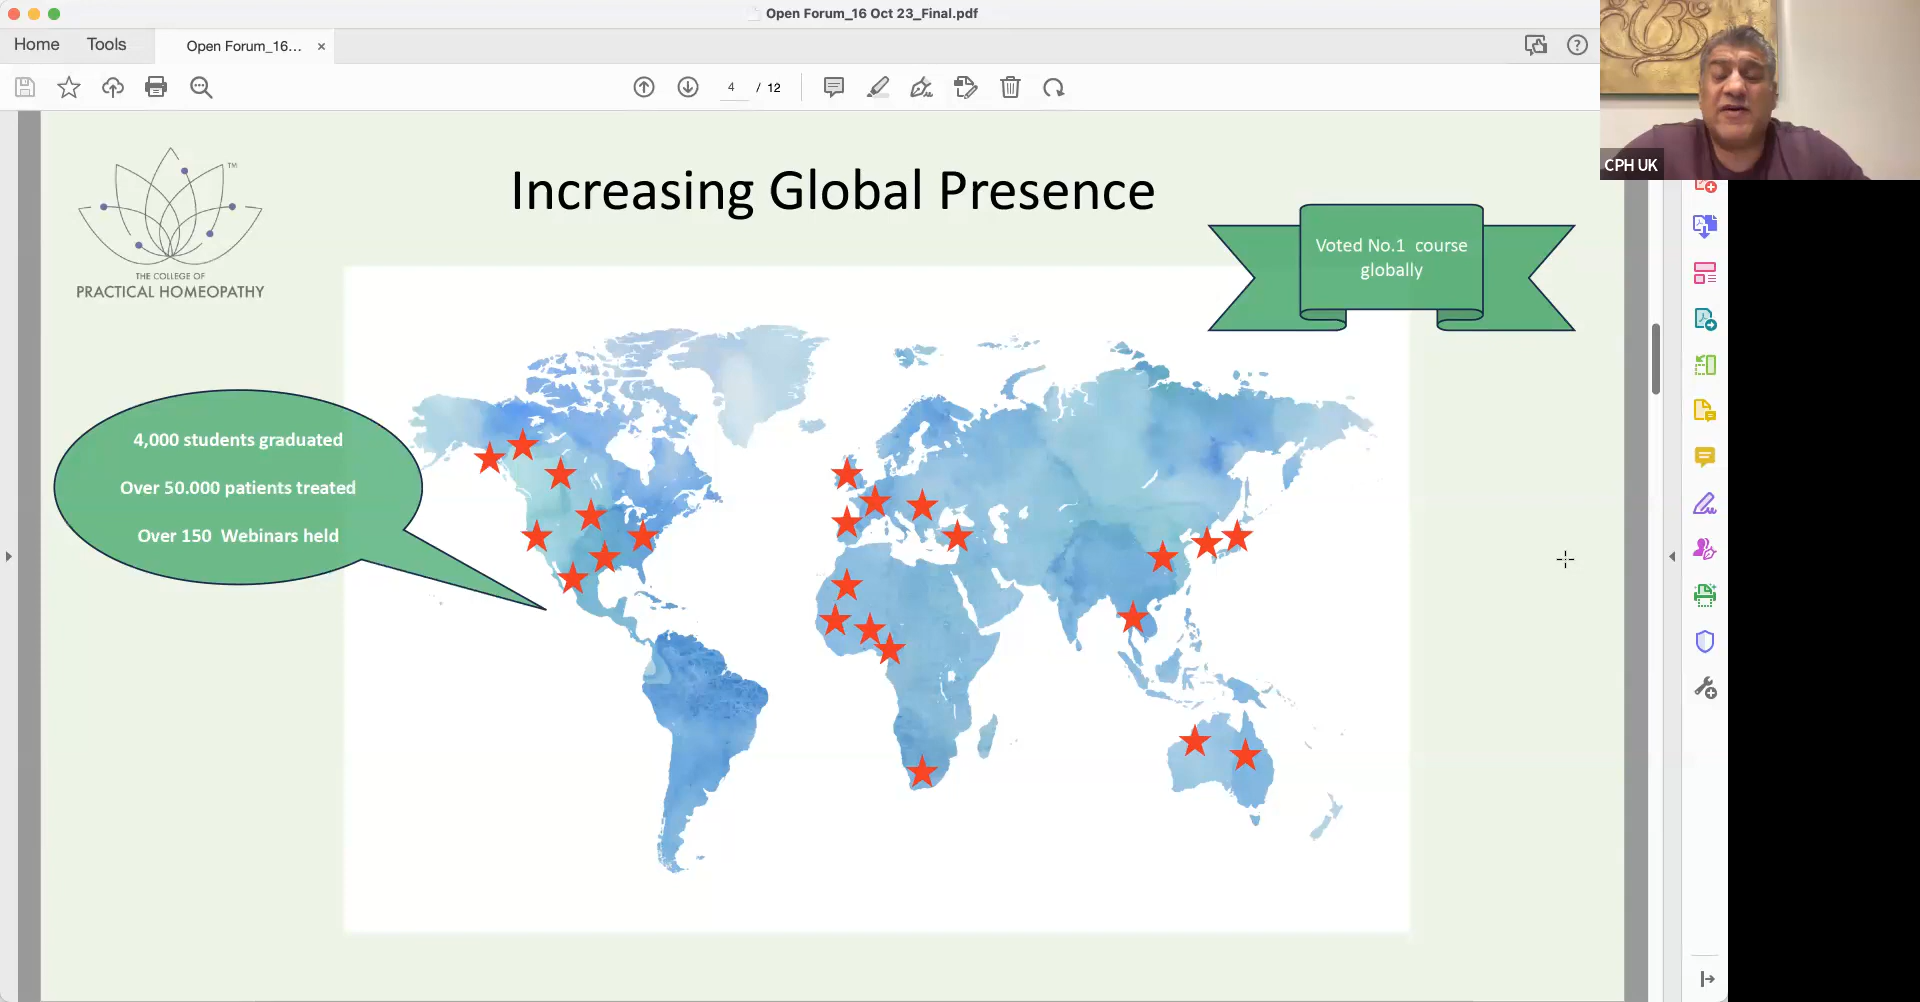 Open Forum_16 Oct 23_Final.pdf
Home
Tools
Open Forum_16...
4 / 12
CPH UK
TM
THE COLLEGE OF
PRACTICAL HOMEOPATHY
Increasing Global Presence
Voted No.1 course
globally
4,000 students graduated
Over 50.000 patients treated
Over 150 Webinars held